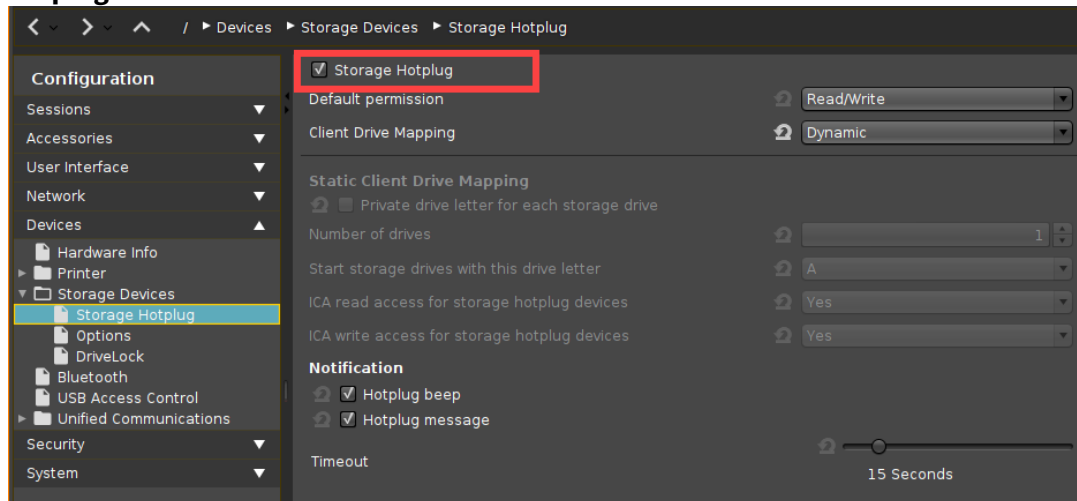 / Devices Storage Devices Storage Hotplug
Configuration
Sessions
Accessories
User Interface
Network
Devices
Hardware Info
Printer
Storage Devices
Storage Hotplug
Options
DriveLock
Bluetooth
USB Access Control
Unified Communications
Security
System
Storage Hotplug
Default permission Read/Write
Client Drive Mapping Dynamic
Static Client Drive Mapping
Private drive letter for each storage drive
Number of drives 1
Start storage drives with this drive letter A
ICA read access for storage hotplug devices Yes
ICA write access for storage hotplug devices Yes
Notification
Hotplug beep
Hotplug message
Timeout
15 Seconds